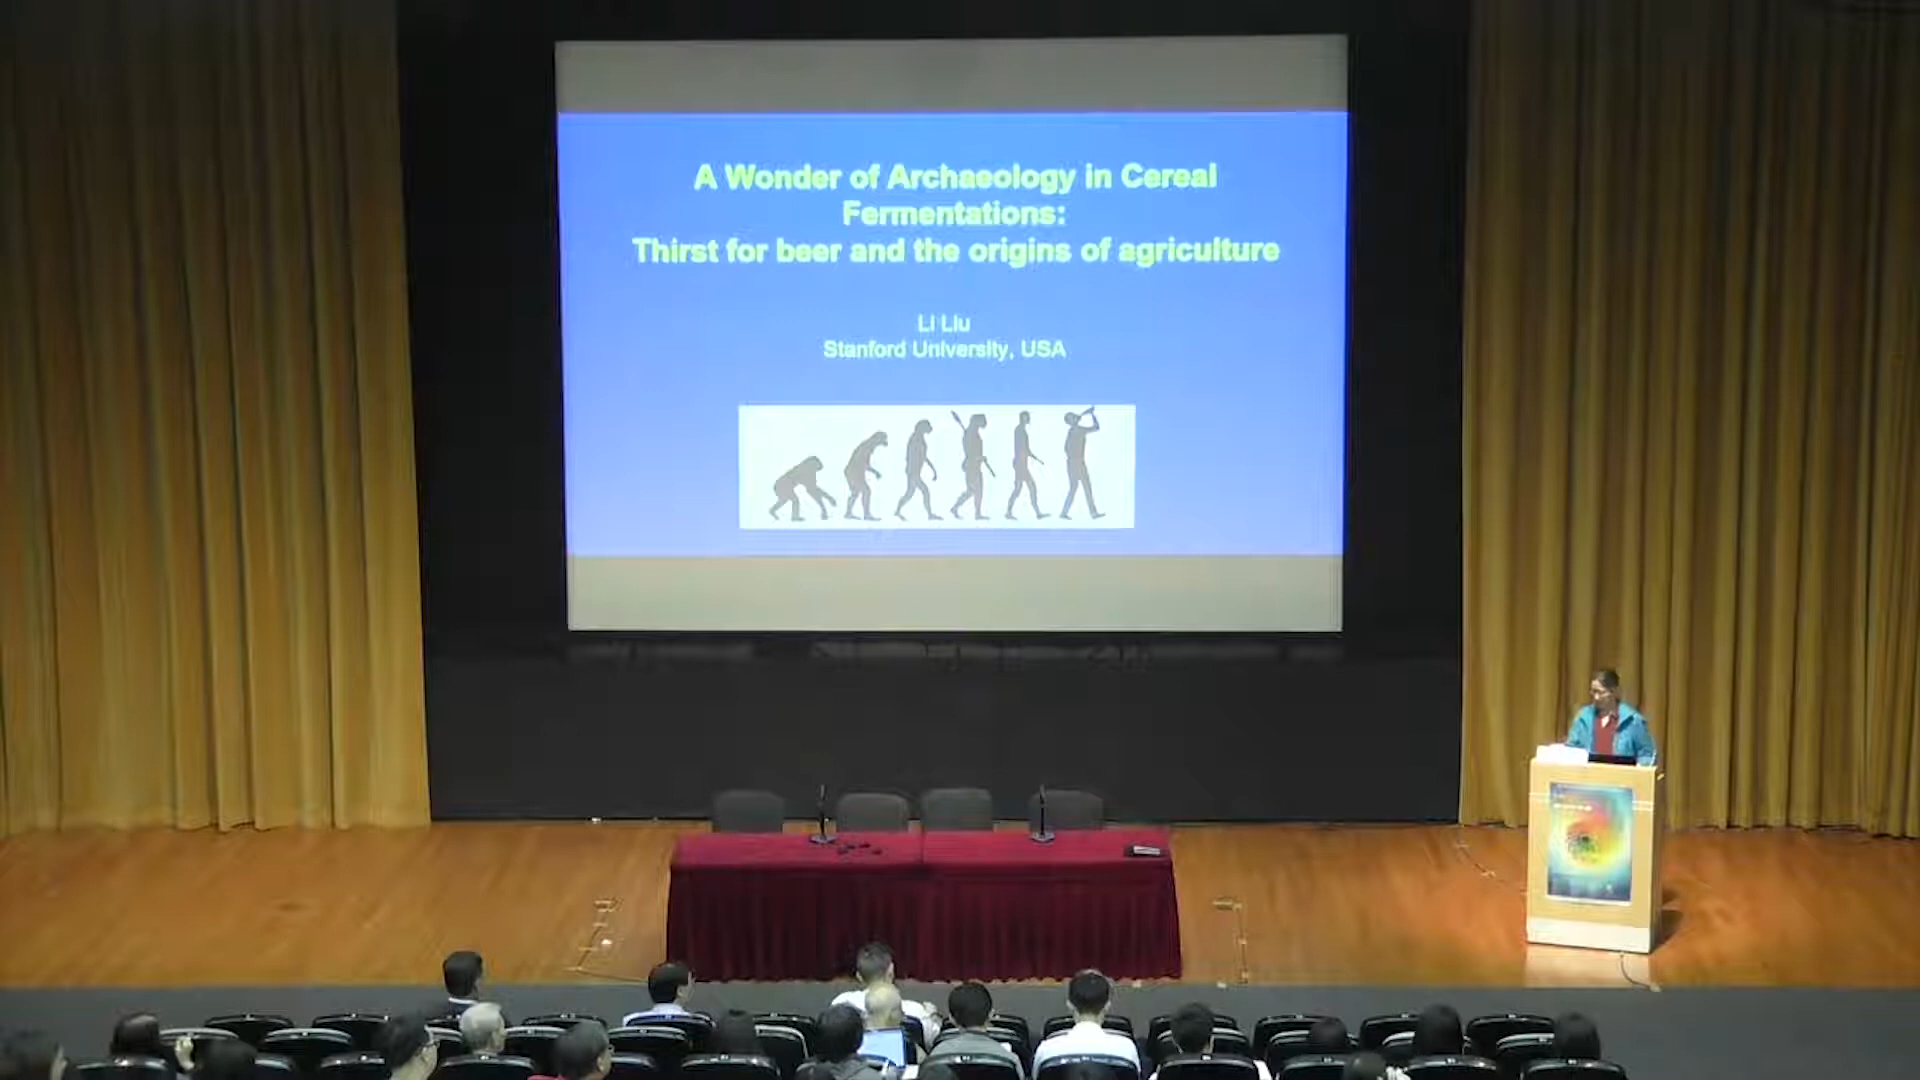 A Wonder of Archaeology in Cereal
Fermentations:
Thirst for beer and the origins of agriculture
Li Liu
Stanford University, USA